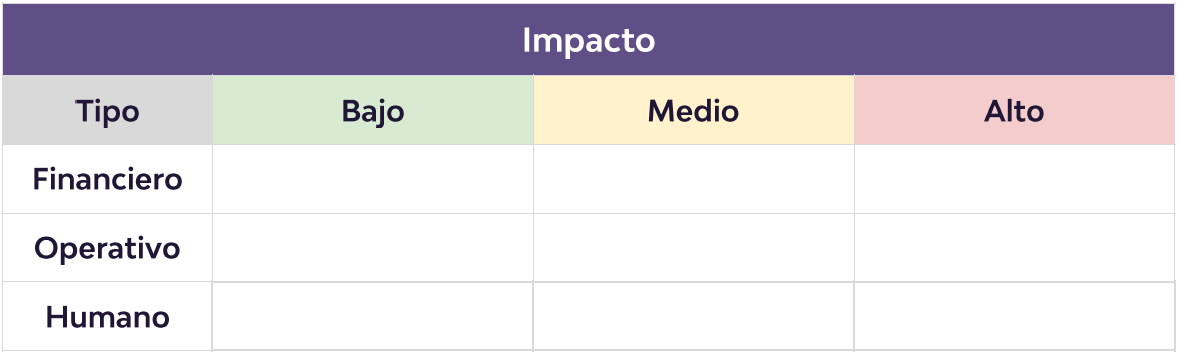 Impacto
Tipo Bajo Medio Alto
Financiero
Operativo
Humano